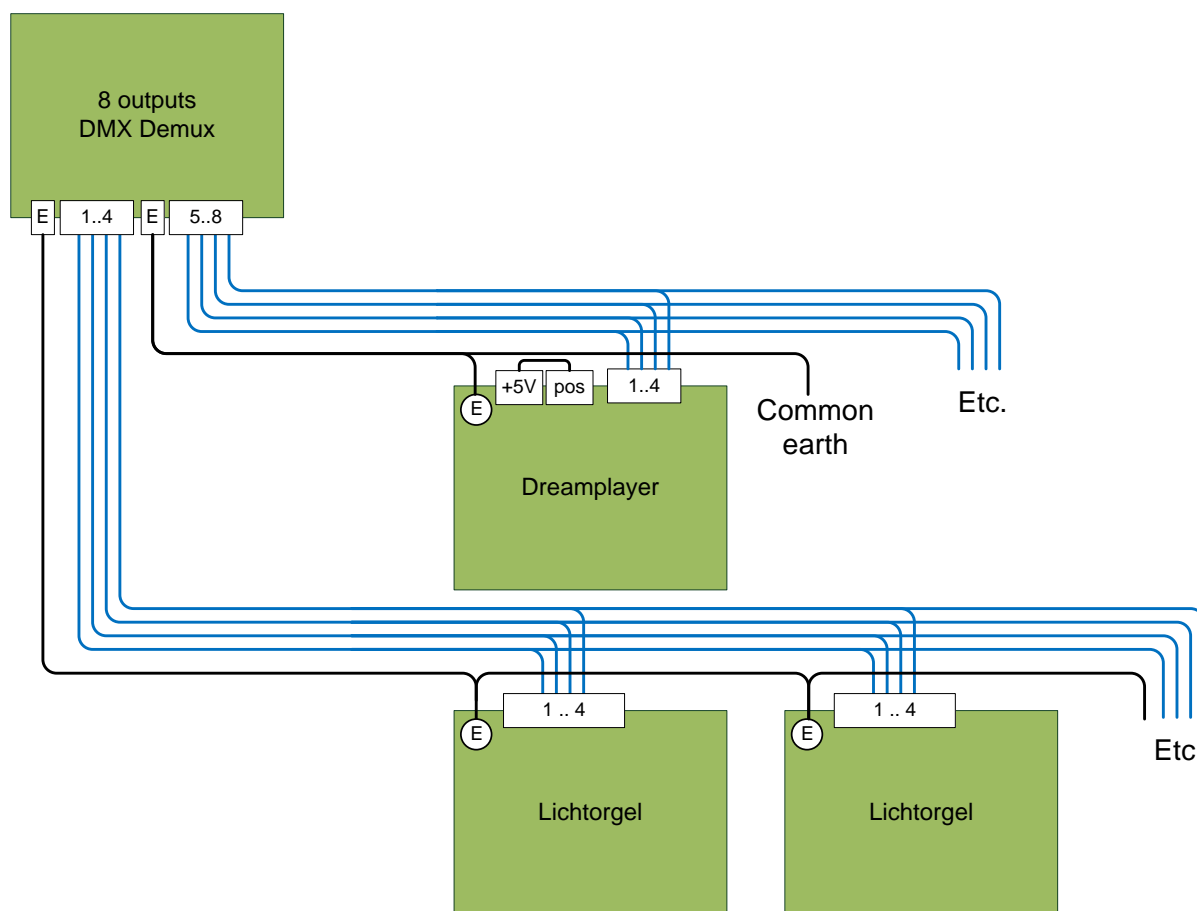 8 outputs
DMX Demux
E
1..4
E
5..8
+5V
pos
1..4
E
Common
earth
Etc.
Dreamplayer
1 .. 4
1 .. 4
E
E
Etc
Lichtorgel
Lichtorgel